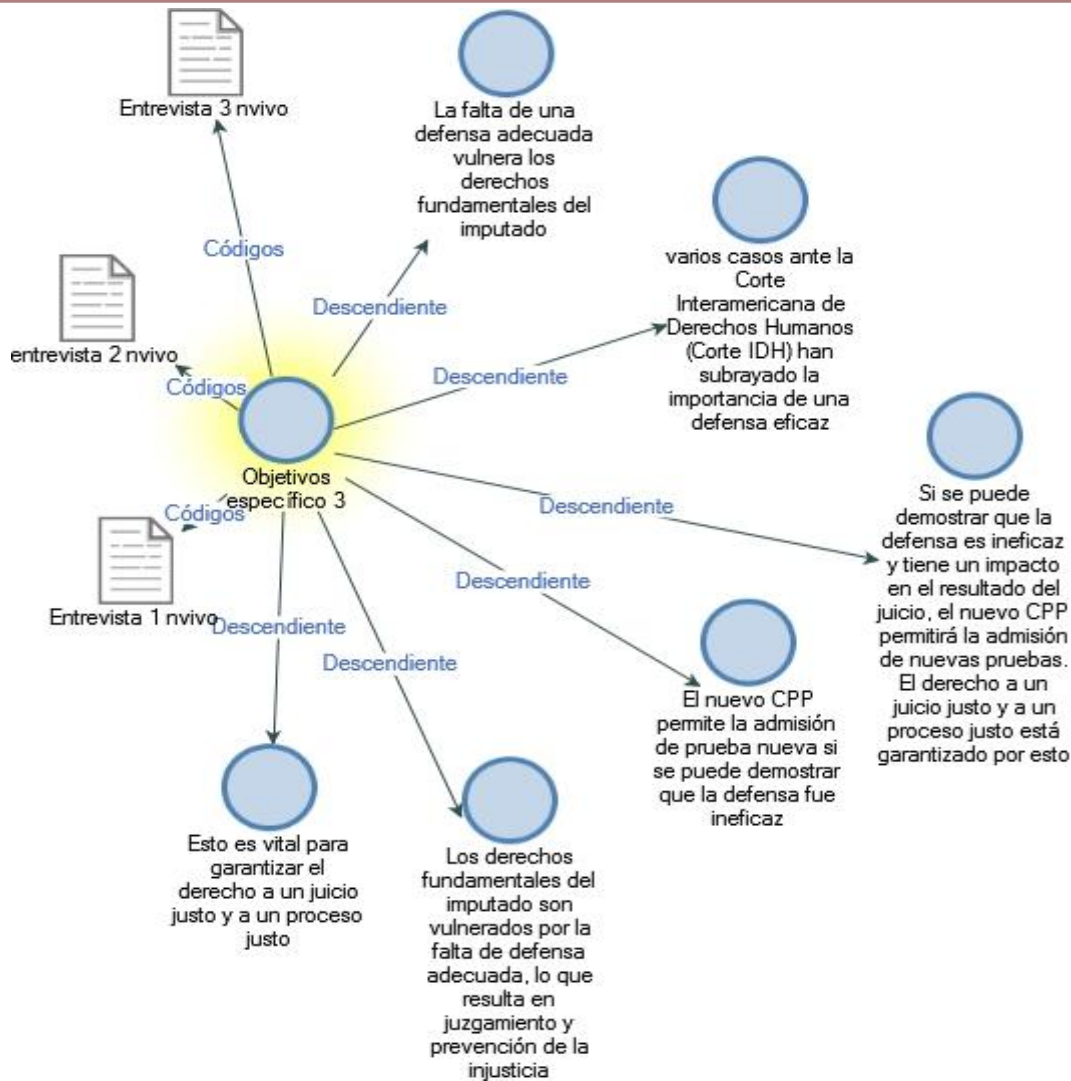 Entrevista 3 nvivo
La falta de una
defensa adecuada
vulnera los
derechos
fundamentales del
imputado
Códigos
varios casos ante la
Corte
Interamericana de
Derechos Humanos
(Corte IDH) han
subrayado la
importancia de una
defensa eficaz
entrevista 2 nvivo
Descendiente
Códigos
Descendiente
Objetivos
específico 3
Códigos
Descendiente
Si se puede
demostrar que la
defensa es ineficaz
y tiene un impacto
en el resultado del
juicio, el nuevo CPP
permitirá la admisión
de nuevas pruebas.
El derecho a un
juicio justo y a un
proceso justo está
garantizado por esto
Entrevista 1 nvivo
Descendiente
Descendiente
Descendiente
El nuevo CPP
permite la admisión
de prueba nueva si
se puede demostrar
que la defensa fue
ineficaz
Esto es vital para
garantizar el
derecho a un juicio
justo y a un proceso
justo
Los derechos
fundamentales del
imputado son
vulnerados por la
falta de defensa
adecuada, lo que
resulta en
juzgamiento y
prevención de la
injusticia